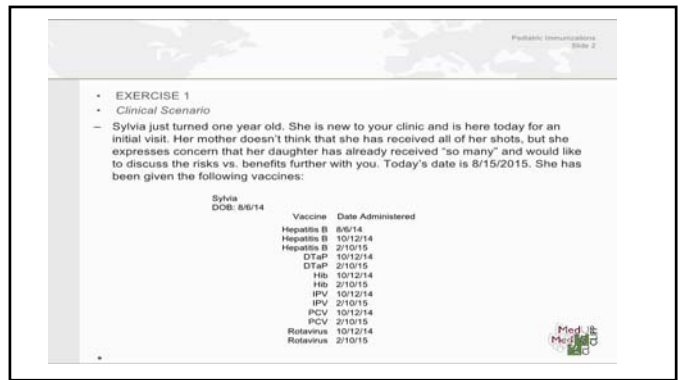 Pediatric Immunizations
Slide 2
• EXERCISE 1
• Clinical Scenario
– Sylvia just turned one year old. She is new to your clinic and is here today for an
initial visit. Her mother doesn't think that she has received all of her shots, but she
expresses concern that her daughter has already received "so many" and would like
to discuss the risks vs. benefits further with you. Today's date is 8/15/2015. She has
been given the following vaccines:
Sylvia
DOB: 8/6/14
Vaccine Date Administered
Hepatitis B 8/6/14
Hepatitis B 10/12/14
Hepatitis B 2/10/15
DTaP 10/12/14
DTaP 2/10/15
Hib 10/12/14
Hib 2/10/15
IPV 10/12/14
IPV 2/10/15
PCV 10/12/14
PCV 2/10/15
Rotavirus 10/12/14
Rotavirus 2/10/15
•